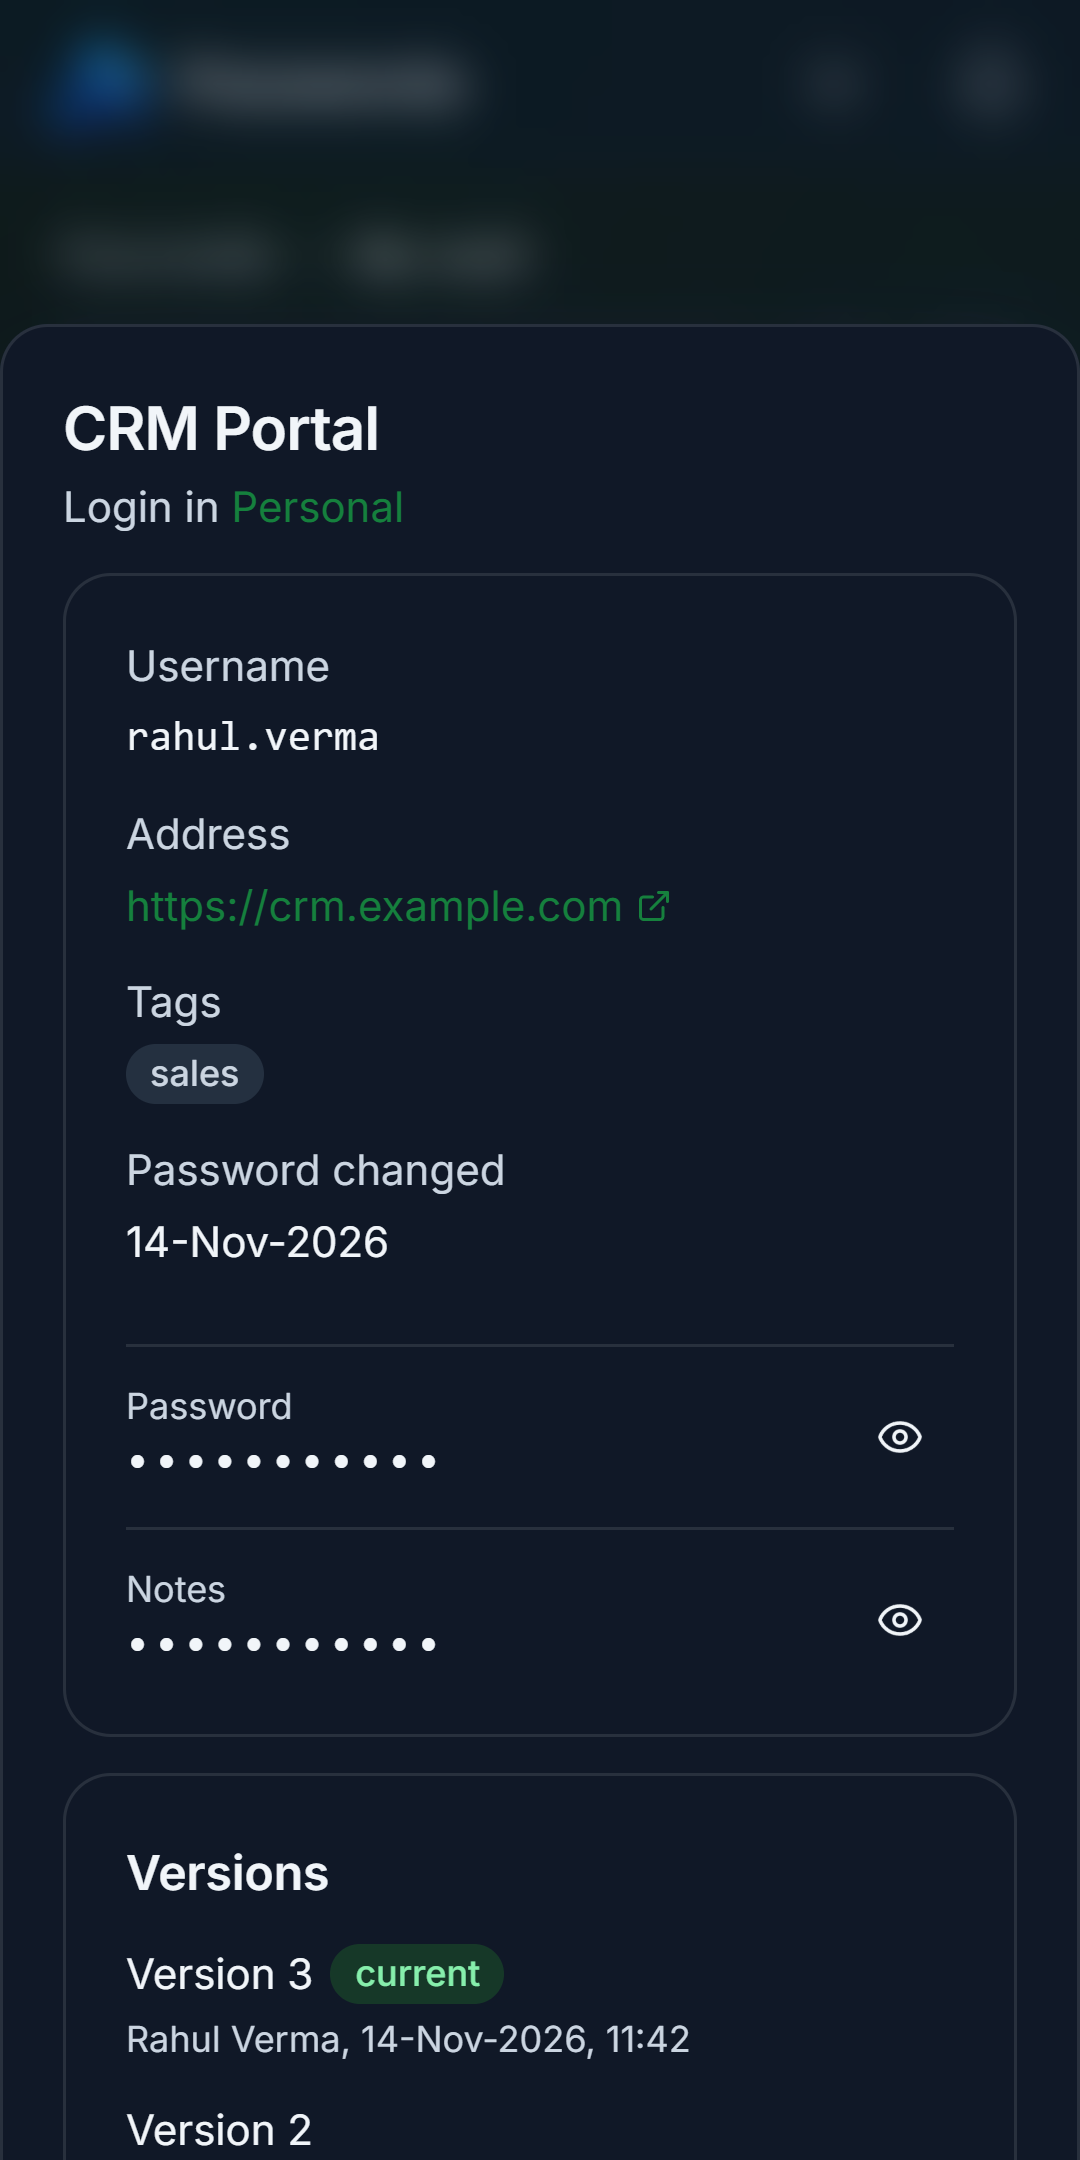 CRM Portal
Login in Personal
Username
rahul.verma
Address
https://crm.example.com
Tags
sales
Password changed
14-Nov-2026
Password
•••••••••••
Notes
•••••••••••
Versions
Version 3 current
Rahul Verma, 14-Nov-2026, 11:42
Version 2